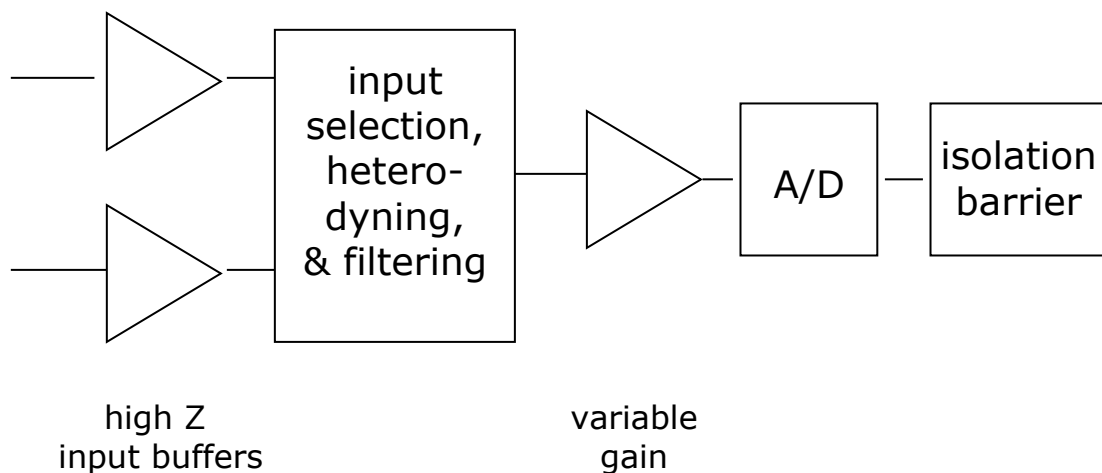 input
selection,
hetero-
dyning,
& filtering
A/D
isolation
barrier
high Z
input buffers
variable
gain